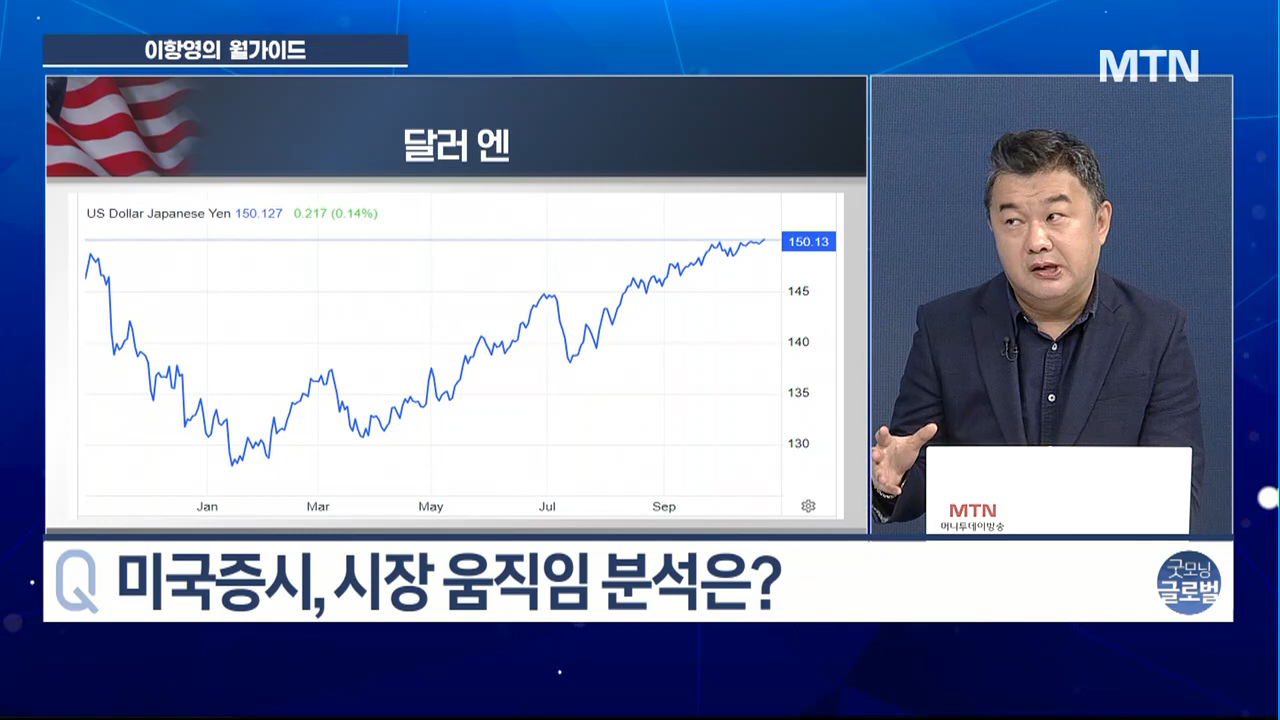 이항영의 월가이드
MTN
달러 엔
US Dollar Japanese Yen 150.127 0.217 (0.14%)
150.13
145
140
135
130
Jan Mar May Jul Sep
MTN
머니투데이방송
Q 미국증시, 시장 움직임 분석은?
굿모닝
글로벌